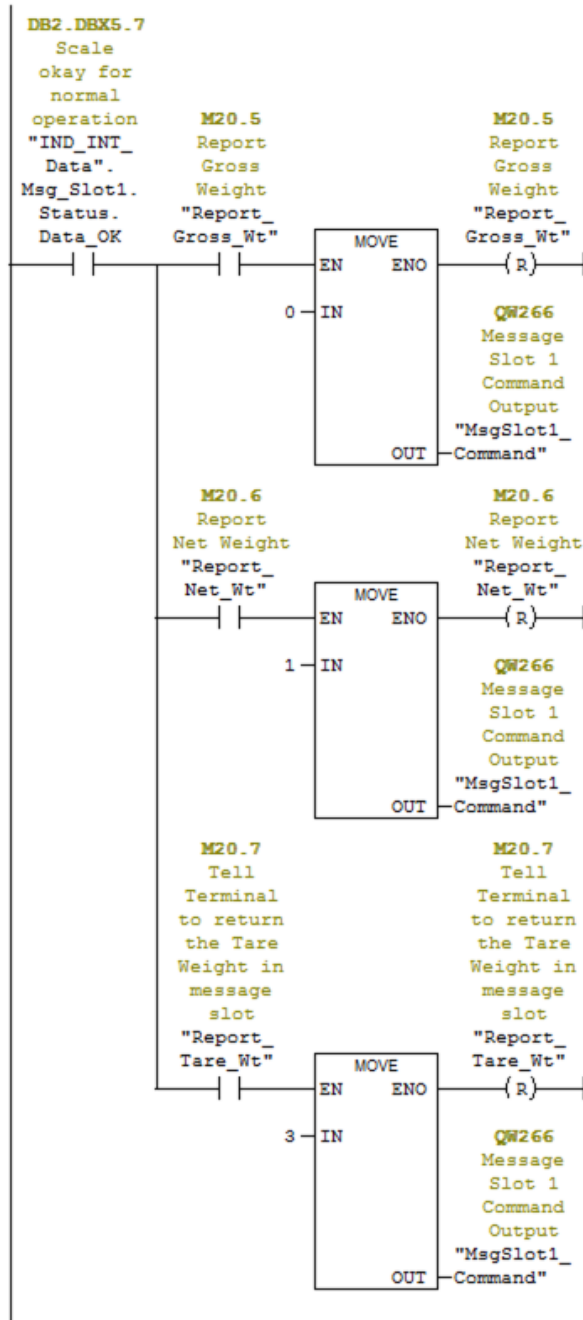 DB2.DBX5.7
Scale
okay for
normal
operation
"IND_INT_
Data".
Msg_Slot1.
Status.
Data_OK
M20.5
Report
Gross
Weight
"Report_
Gross_Wt"
MOVE
EN ENO
0 IN
OUT
M20.5
Report
Gross
Weight
"Report_
Gross_Wt"
(R)
QW266
Message
Slot 1
Command
Output
"MsgSlot1_
Command"
M20.6
Report
Net Weight
"Report_
Net_Wt"
MOVE
EN ENO
1 IN
OUT
M20.6
Report
Net Weight
"Report_
Net_Wt"
(R)
QW266
Message
Slot 1
Command
Output
"MsgSlot1_
Command"
M20.7
Tell
Terminal
to return
the Tare
Weight in
message
slot
"Report_
Tare_Wt"
MOVE
EN ENO
3 IN
OUT
M20.7
Tell
Terminal
to return
the Tare
Weight in
message
slot
"Report_
Tare_Wt"
(R)
QW266
Message
Slot 1
Command
Output
"MsgSlot1_
Command"